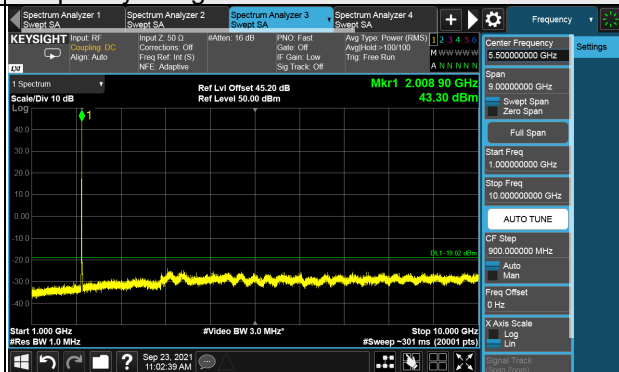 Spectrum Analyzer 1
Swept SA
Spectrum Analyzer 2
Swept SA
Spectrum Analyzer 3
Swept SA
Spectrum Analyzer 4
Swept SA
+
Frequency
KEYSIGHT
LXI
Input: RF
Coupling: DC
Align: Auto
Input Z: 50 Ω
Corrections: Off
Freq Ref: Int (S)
NFE: Adaptive
#Atten: 16 dB
PNO: Fast
Gate: Off
IF Gain: Low
Sig Track: Off
Avg Type: Power (RMS)
Avg|Hold:>100/100
Trig: Free Run
1 2 3 4 5 6
M W W W W W
A N N N N N
1 Spectrum
Scale/Div 10 dB
Log
Ref Lvl Offset 45.20 dB
Ref Level 50.00 dBm
Mkr1 2.008 90 GHz
43.30 dBm
1
40.0
30.0
20.0
10.0
0.00
-10.0
-20.0
-30.0
-40.0
DL1 -19.02 dBm
Start 1.000 GHz
#Res BW 1.0 MHz
#Video BW 3.0 MHz*
Stop 10.000 GHz
#Sweep ~301 ms (20001 pts)
Sep 23, 2021
11:02:39 AM
Center Frequency
5.500000000 GHz
Settings
Span
9.00000000 GHz
Swept Span
Zero Span
Full Span
Start Freq
1.000000000 GHz
Stop Freq
10.000000000 GHz
AUTO TUNE
CF Step
900.000000 MHz
Auto
Man
Freq Offset
0 Hz
X Axis Scale
Log
Lin
Signal Track
(Span Zoom)